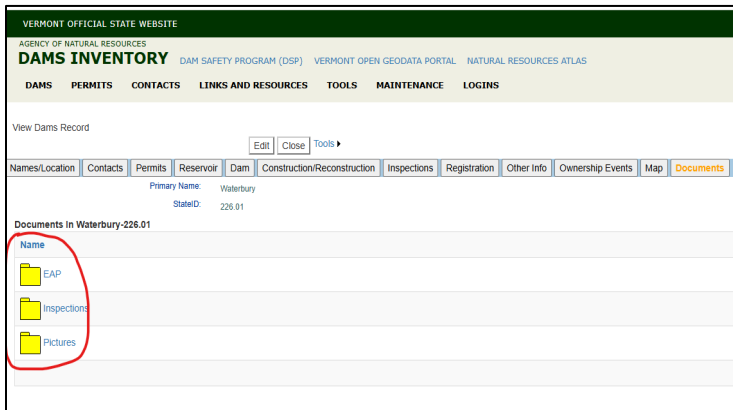 VERMONT OFFICIAL STATE WEBSITE
AGENCY OF NATURAL RESOURCES
DAMS INVENTORY DAM SAFETY PROGRAM (DSP) VERMONT OPEN GEODATA PORTAL NATURAL RESOURCES ATLAS
DAMS PERMITS CONTACTS LINKS AND RESOURCES TOOLS MAINTENANCE LOGINS
View Dams Record
Edit Close Tools
Names/Location Contacts Permits Reservoir Dam Construction/Reconstruction Inspections Registration Other Info Ownership Events Map Documents
Primary Name: Waterbury
StateID: 226.01
Documents In Waterbury-226.01
Name
EAP
Inspections
Pictures